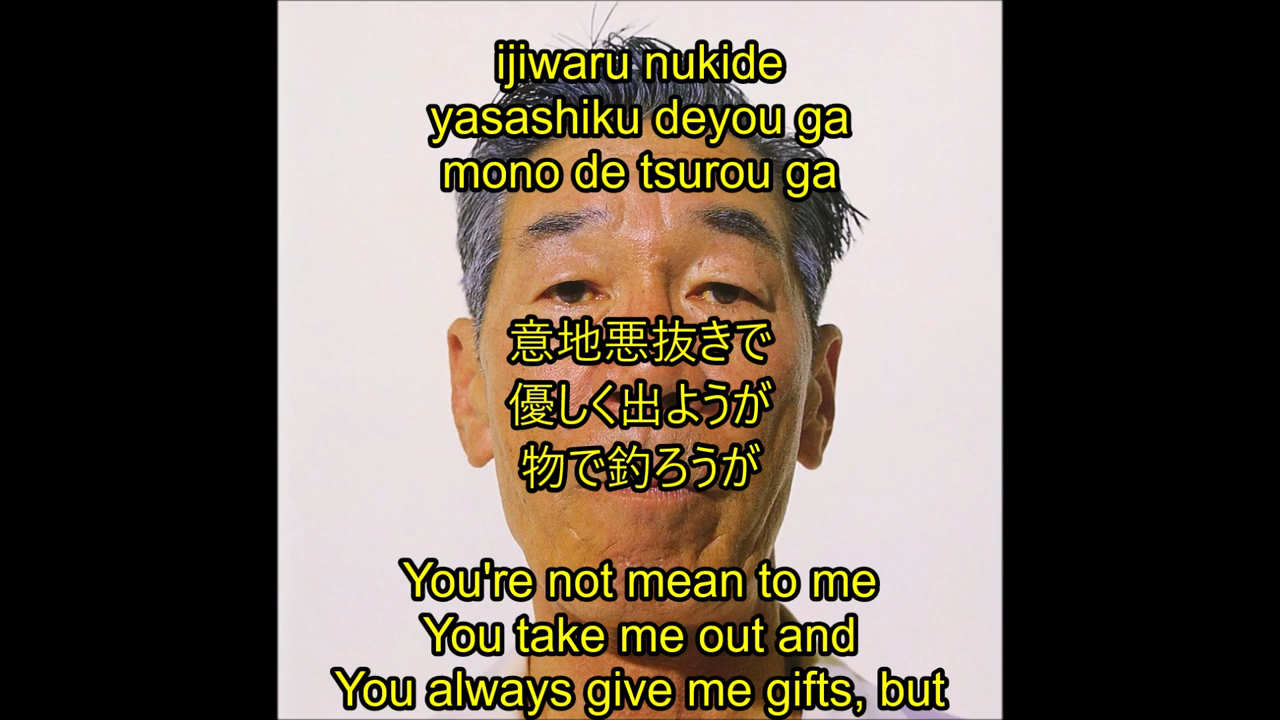 ijiwaru nukide
yasashiku deyou ga
mono de tsurou ga
意地悪抜きで
優しく出ようが
物で釣ろうが
You're not mean to me
You take me out and
You always give me gifts, but